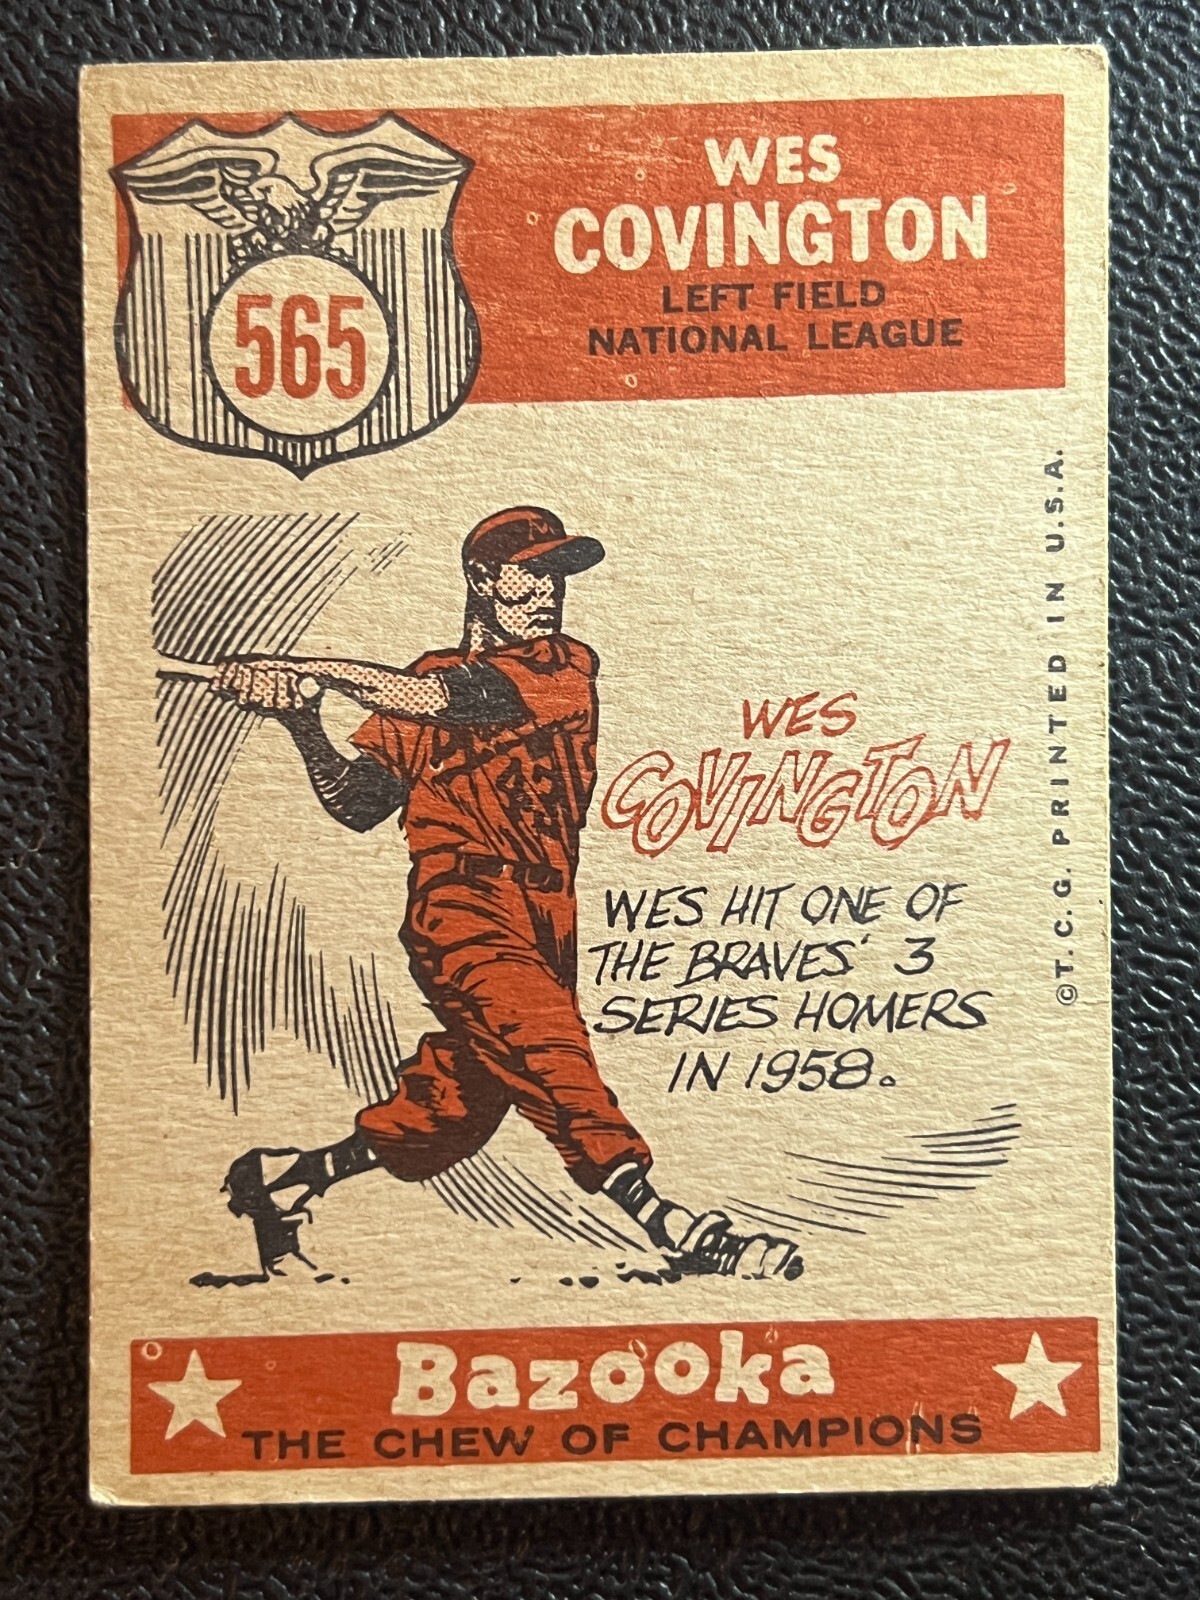 WES
COVINGTON
LEFT FIELD
NATIONAL LEAGUE
565
WES
COVINGTON
WES HIT ONE OF
THE BRAVES' 3
SERIES HOMERS
IN 1958.
© T. C. G. PRINTED IN U.S.A.
Bazooka
THE CHEW OF CHAMPIONS